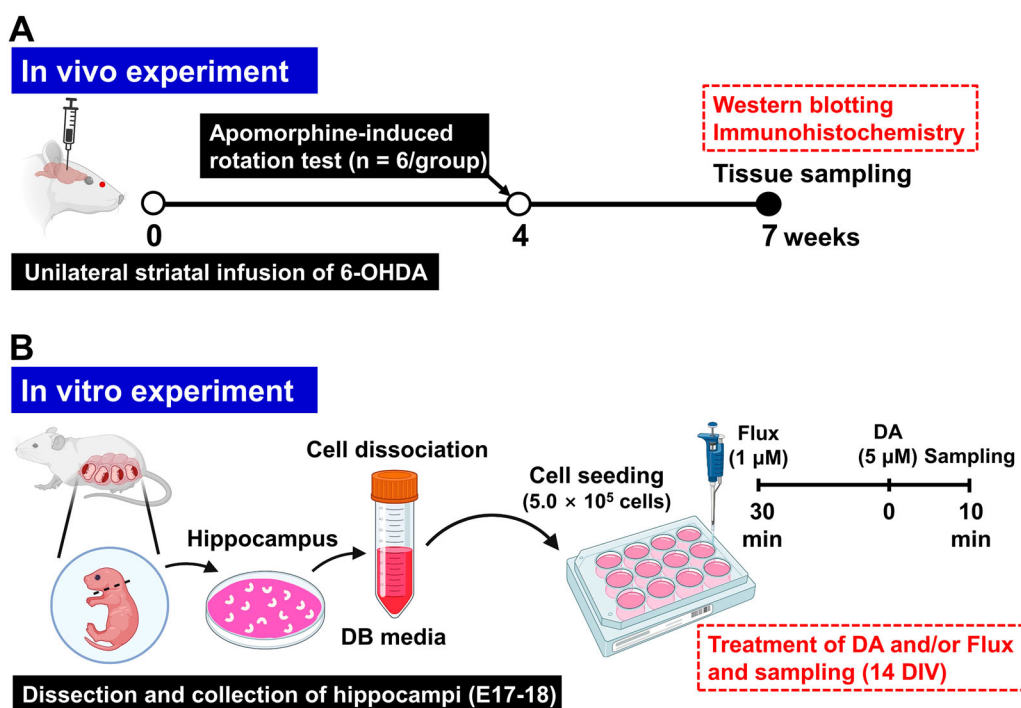 A
In vivo experiment
Apomorphine-induced
rotation test (n = 6/group)
Western blotting
Immunohistochemistry
Tissue sampling
0
4
7 weeks
Unilateral striatal infusion of 6-OHDA
B
In vitro experiment
Cell dissociation
Hippocampus
DB media
Cell seeding
(5.0 × 10⁵ cells)
Flux
(1 µM)
DA
(5 µM)
Sampling
30
min
0
10
min
Treatment of DA and/or Flux
and sampling (14 DIV)
Dissection and collection of hippocampi (E17-18)